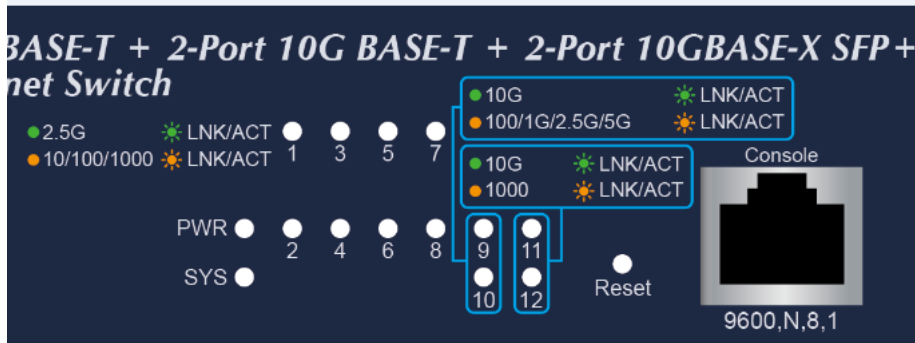 BASE-T + 2-Port 10G BASE-T + 2-Port 10GBASE-X SFP+
net Switch
10G LNK/ACT
100/1G/2.5G/5G LNK/ACT
2.5G LNK/ACT
10/100/1000 LNK/ACT
1 3 5 7
10G LNK/ACT
1000 LNK/ACT
Console
PWR
2 4 6 8 9 11
SYS
10 12
Reset
9600,N,8,1